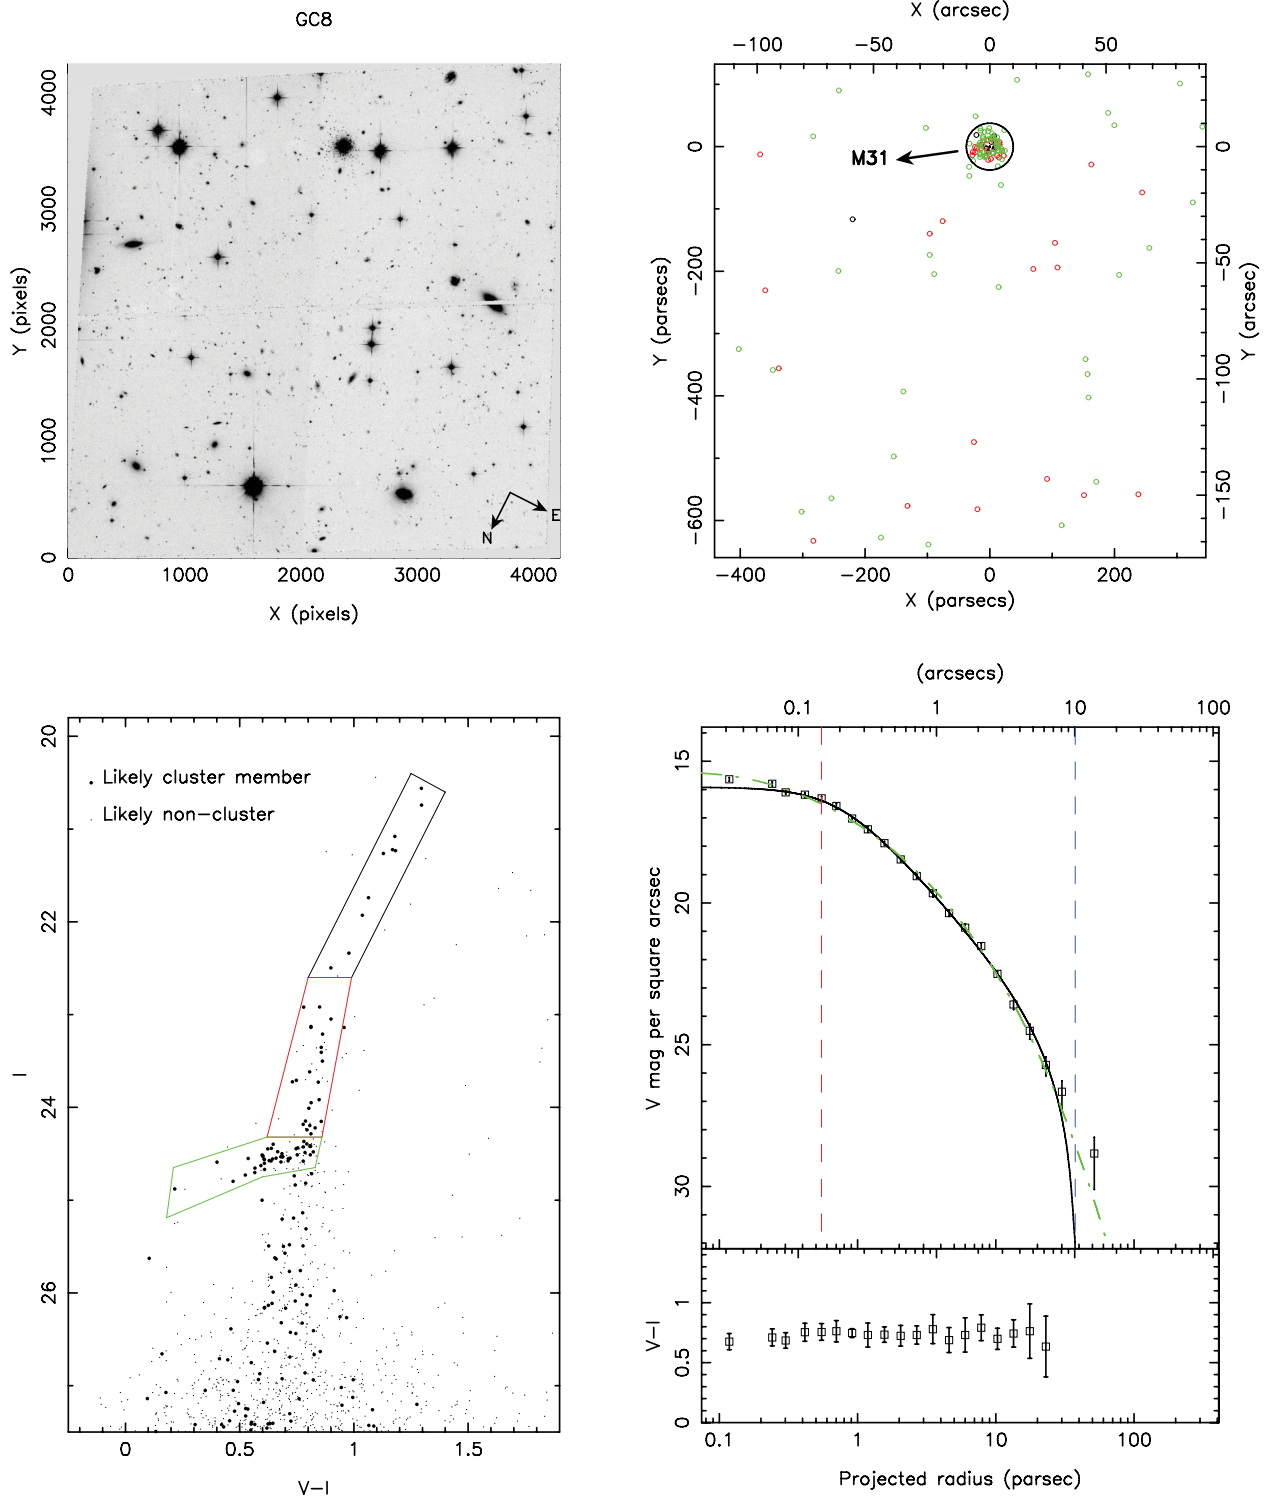 GC8
4000
3000
2000
1000
0
Y (pixels)
0 1000 2000 3000 4000
X (pixels)
N
E
X (arcsec)
−100 −50 0 50
0
−200
−400
−600
Y (parsecs)
M31
0
−50
−100
−150
Y (arcsec)
−400 −200 0 200
X (parsecs)
20
22
24
26
I
Likely cluster member
Likely non−cluster
0 0.5 1 1.5
V−I
(arcsecs)
0.1 1 10 100
15
20
25
30
V mag per square arcsec
1
0.5
0
V−I
0.1 1 10 100
Projected radius (parsec)